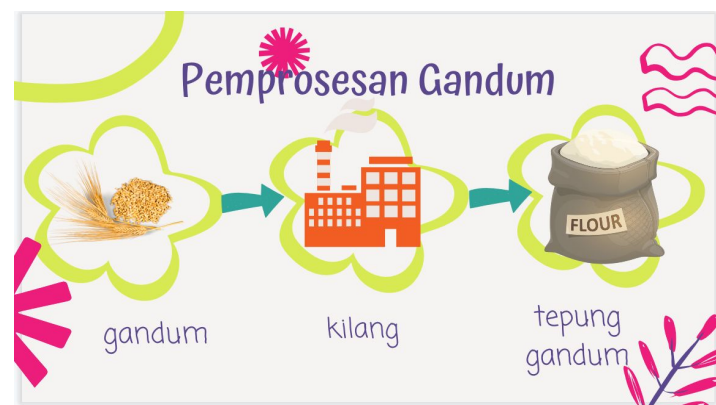 Pemprosesan Gandum
FLOUR
gandum
kilang
tepung
gandum